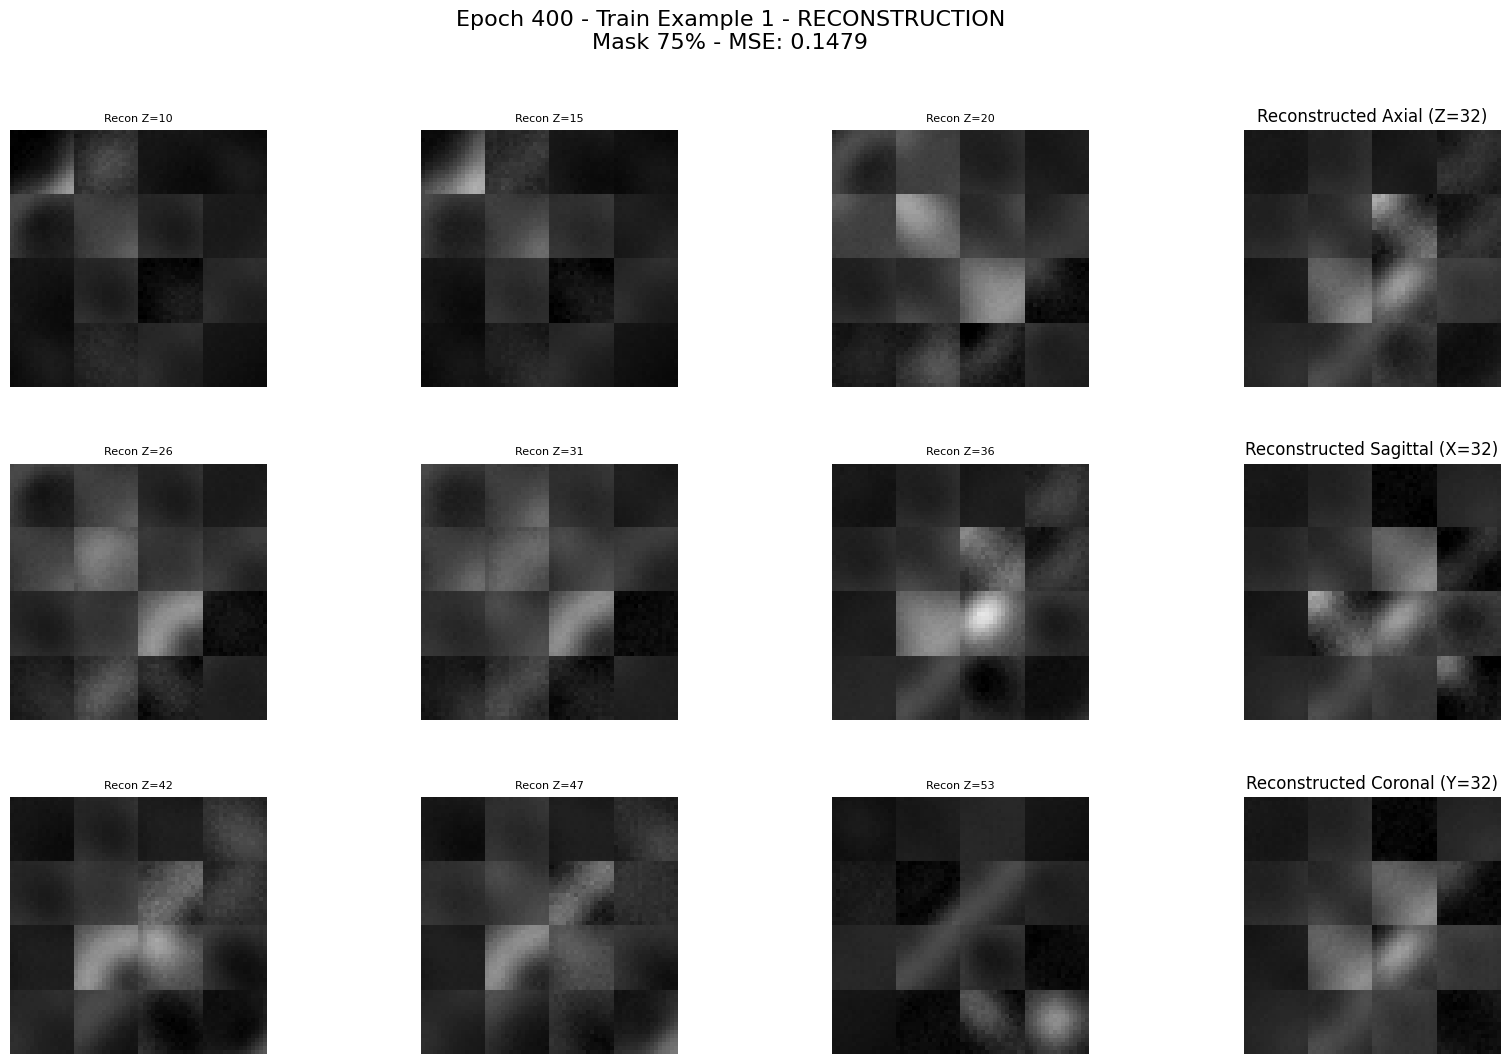 Epoch 400 - Train Example 1 - RECONSTRUCTION
Mask 75% - MSE: 0.1479
Recon Z=10
Recon Z=15
Recon Z=20
Reconstructed Axial (Z=32)
Recon Z=26
Recon Z=31
Recon Z=36
Reconstructed Sagittal (X=32)
Recon Z=42
Recon Z=47
Recon Z=53
Reconstructed Coronal (Y=32)